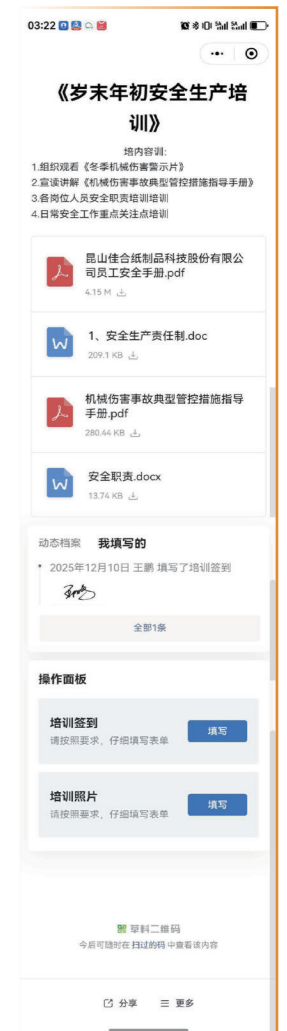 03:22
《岁末年初安全生产培
训》
培内容训:
1.组织观看《冬季机械伤害警示片》
2.宣读讲解《机械伤害事故典型管控措施指导手册》
3.各岗位人员安全职责培训培训
4.日常安全工作重点关注点培训
昆山佳合纸制品科技股份有限公
司员工安全手册.pdf
4.15 M
1、安全生产责任制.doc
209.1 KB
机械伤害事故典型管控措施指导
手册.pdf
280.44 KB
安全职责.docx
13.74 KB
动态档案 我填写的
2025年12月10日 王鹏 填写了培训签到
全部1条
操作面板
培训签到
请按照要求，仔细填写表单
填写
培训照片
请按照要求，仔细填写表单
填写
草料二维码
今后可随时在 扫过的码 中查看该内容
分享 更多